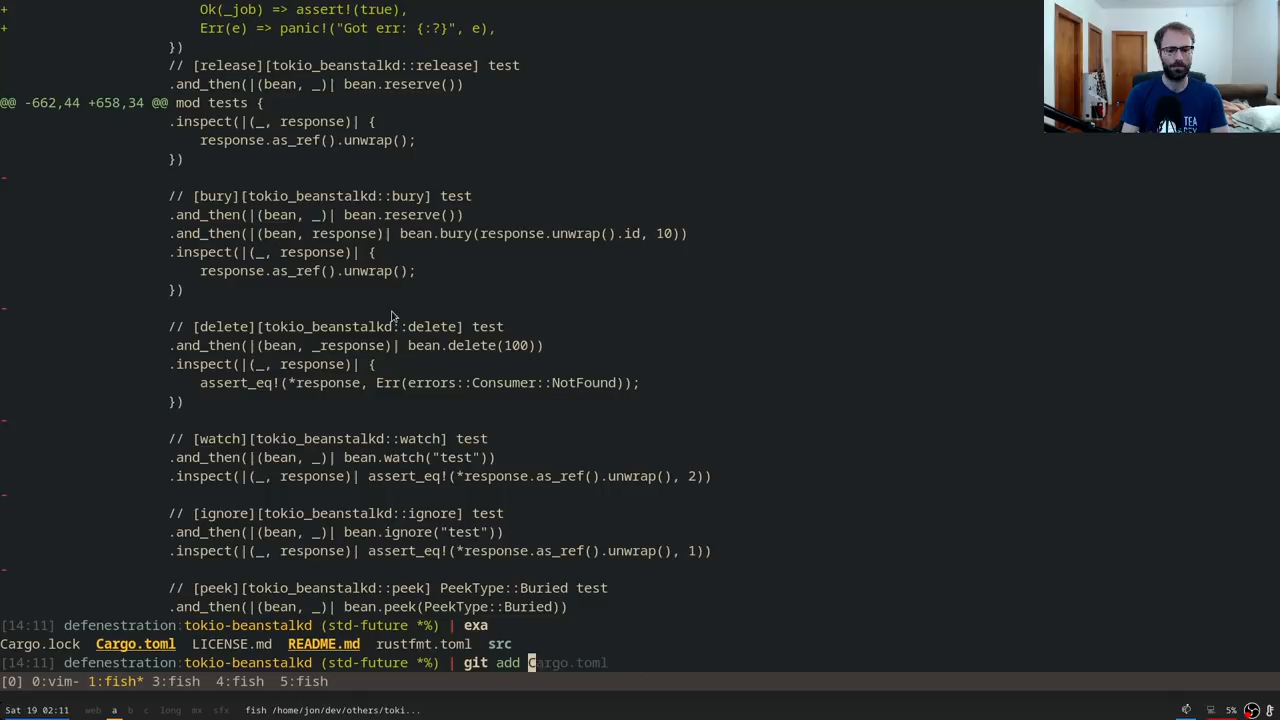 +                        Ok(_job) => assert!(true),
+                        Err(e) => panic!("Got err: {:?}", e),
                     })
                     // [release][tokio_beanstalkd::release] test
                     .and_then(|(bean, _)| bean.reserve())
@@ -662,44 +658,34 @@ mod tests {
                     .inspect(|(_, response)| {
                         response.as_ref().unwrap();
                     })
-
                     // [bury][tokio_beanstalkd::bury] test
                     .and_then(|(bean, _)| bean.reserve())
                     .and_then(|(bean, response)| bean.bury(response.unwrap().id, 10))
                     .inspect(|(_, response)| {
                         response.as_ref().unwrap();
                     })
-
                     // [delete][tokio_beanstalkd::delete] test
                     .and_then(|(bean, _response)| bean.delete(100))
                     .inspect(|(_, response)| {
                         assert_eq!(*response, Err(errors::Consumer::NotFound));
                     })
-
                     // [watch][tokio_beanstalkd::watch] test
                     .and_then(|(bean, _)| bean.watch("test"))
                     .inspect(|(_, response)| assert_eq!(*response.as_ref().unwrap(), 2))
-
                     // [ignore][tokio_beanstalkd::ignore] test
                     .and_then(|(bean, _)| bean.ignore("test"))
                     .inspect(|(_, response)| assert_eq!(*response.as_ref().unwrap(), 1))
-
                     // [peek][tokio_beanstalkd::peek] PeekType::Buried test
                     .and_then(|(bean, _)| bean.peek(PeekType::Buried))
[14:11] defenestration:tokio-beanstalkd (std-future *%) | exa
Cargo.lock  Cargo.toml  LICENSE.md  README.md  rustfmt.toml  src
[14:11] defenestration:tokio-beanstalkd (std-future *%) | git add Cargo.toml
[0] 0:vim- 1:fish* 3:fish  4:fish  5:fish
Sat 19 02:11 web a b c long mx sfx fish /home/jon/dev/others/toki... 5%
TEA